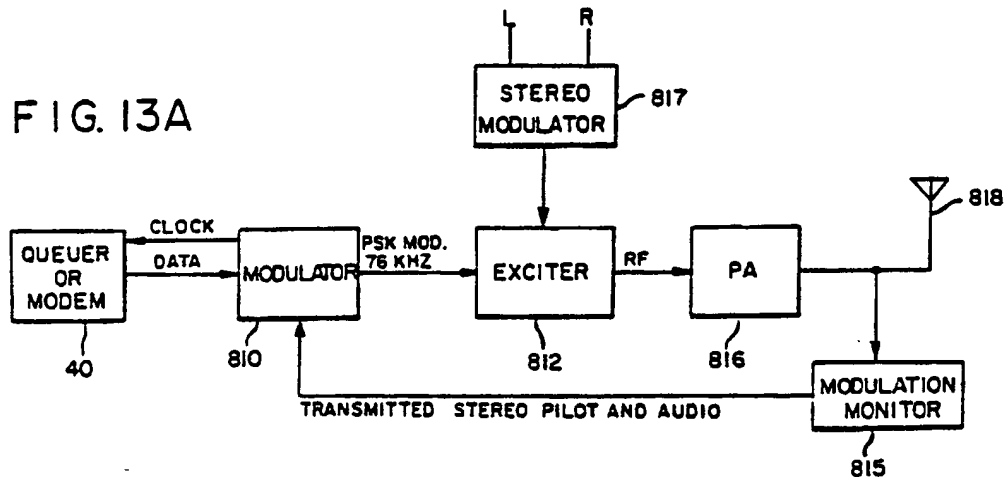 FIG. 13A
L R
STEREO
MODULATOR
817
818
QUEUER
OR
MODEM
40
CLOCK
DATA
MODULATOR
810
PSK MOD.
76 KHZ
EXCITER
812
RF
PA
816
MODULATION
MONITOR
815
TRANSMITTED STEREO PILOT AND AUDIO